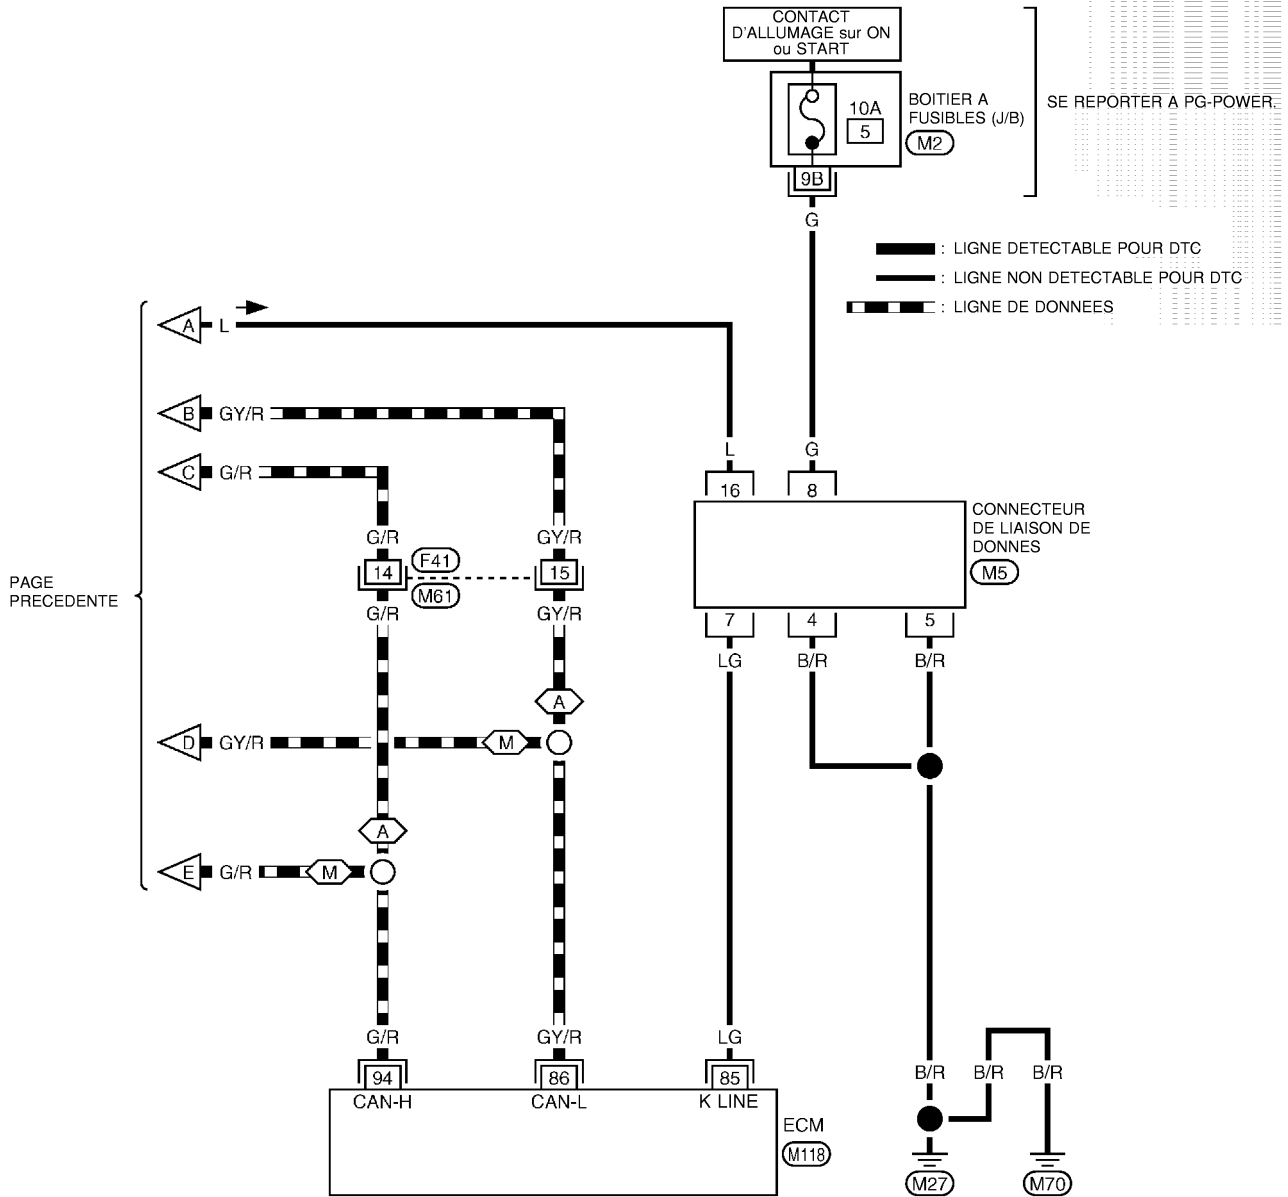 CONTACT
D'ALLUMAGE sur ON
ou START
10A
5
BOITIER A
FUSIBLES (J/B)
M2
SE REPORTER A PG-POWER.
9B
G
: LIGNE DETECTABLE POUR DTC
: LIGNE NON DETECTABLE POUR DTC
: LIGNE DE DONNEES
A L
B GY/R
C G/R
L G
16 8
CONNECTEUR
DE LIAISON DE
DONNES
M5
G/R GY/R
14 F41 15
M61
G/R GY/R
PAGE
PRECEDENTE
7 4 5
LG B/R B/R
A
D GY/R M
A
E G/R M
G/R GY/R LG
94 86 85
CAN-H CAN-L K LINE
ECM
M118
B/R B/R B/R
M27 M70